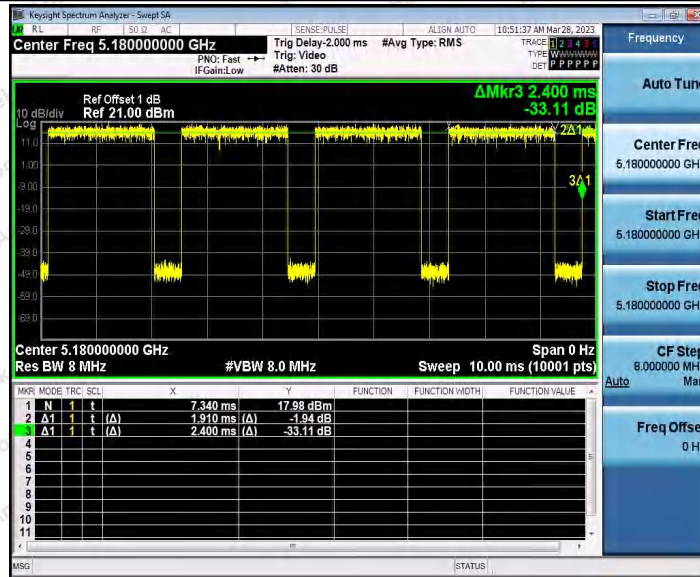 Keysight Spectrum Analyzer - Swept SA
RL RF 50 Ω AC SENSE:PULSE ALIGN AUTO 10:51:37 AM Mar 28, 2023
Center Freq 5.180000000 GHz
PNO: Fast
IFGain:Low
Trig Delay-2.000 ms
Trig: Video
#Atten: 30 dB
#Avg Type: RMS
TRACE 1 2 3 4 5 6
TYPE WWWWWW
DET P P P P P P
ΔMkr3 2.400 ms
-33.11 dB
Ref Offset 1 dB
10 dB/div Ref 21.00 dBm
Log
11.0
1.00
-9.00
-19.0
-29.0
-39.0
-49.0
-59.0
-69.0
2Δ1
3Δ1
Center 5.180000000 GHz Span 0 Hz
Res BW 8 MHz #VBW 8.0 MHz Sweep 10.00 ms (10001 pts)
MKR MODE TRC SCL X Y FUNCTION FUNCTION WIDTH FUNCTION VALUE
1 N 1 t 7.340 ms 17.98 dBm
2 Δ1 1 t (Δ) 1.910 ms (Δ) -1.94 dB
3 Δ1 1 t (Δ) 2.400 ms (Δ) -33.11 dB
4
5
6
7
8
9
10
11
MSG STATUS
Frequency
Auto Tune
Center Freq
5.180000000 GH
Start Freq
5.180000000 GH
Stop Freq
5.180000000 GH
CF Step
8.000000 MH
Auto Ma
Freq Offse
0 H